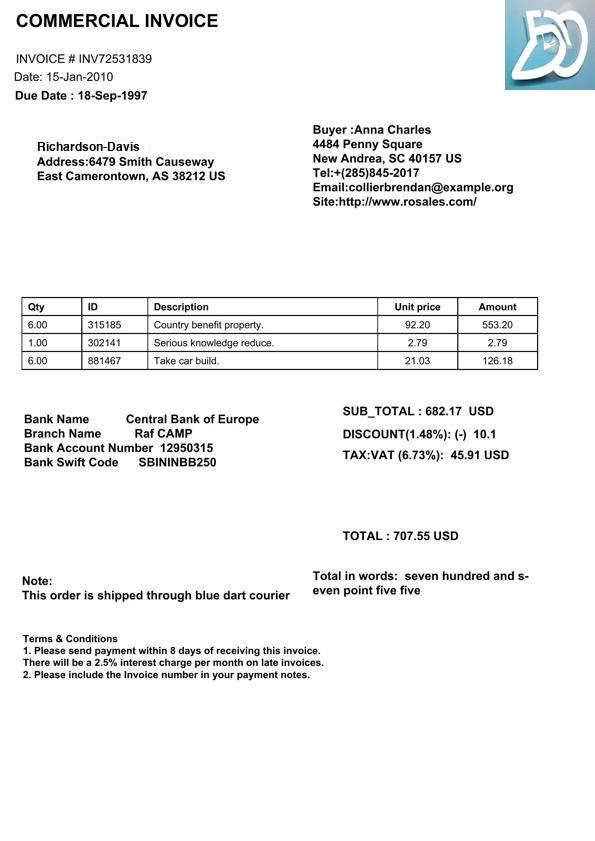 COMMERCIAL INVOICE
INVOICE # INV72531839
Date: 15-Jan-2010
Due Date : 18-Sep-1997
Richardson-Davis
Address:6479 Smith Causeway
East Camerontown, AS 38212 US
Buyer :Anna Charles
4484 Penny Square
New Andrea, SC 40157 US
Tel:+(285)845-2017
Email:collierbrendan@example.org
Site:http://www.rosales.com/
Qty ID Description Unit price Amount
6.00 315185 Country benefit property. 92.20 553.20
1.00 302141 Serious knowledge reduce. 2.79 2.79
6.00 881467 Take car build. 21.03 126.18
Bank Name Central Bank of Europe
Branch Name Raf CAMP
Bank Account Number 12950315
Bank Swift Code SBININBB250
SUB_TOTAL : 682.17 USD
DISCOUNT(1.48%): (-) 10.1
TAX:VAT (6.73%): 45.91 USD
TOTAL : 707.55 USD
Note:
This order is shipped through blue dart courier
Total in words: seven hundred and s-
even point five five
Terms & Conditions
1. Please send payment within 8 days of receiving this invoice.
There will be a 2.5% interest charge per month on late invoices.
2. Please include the Invoice number in your payment notes.